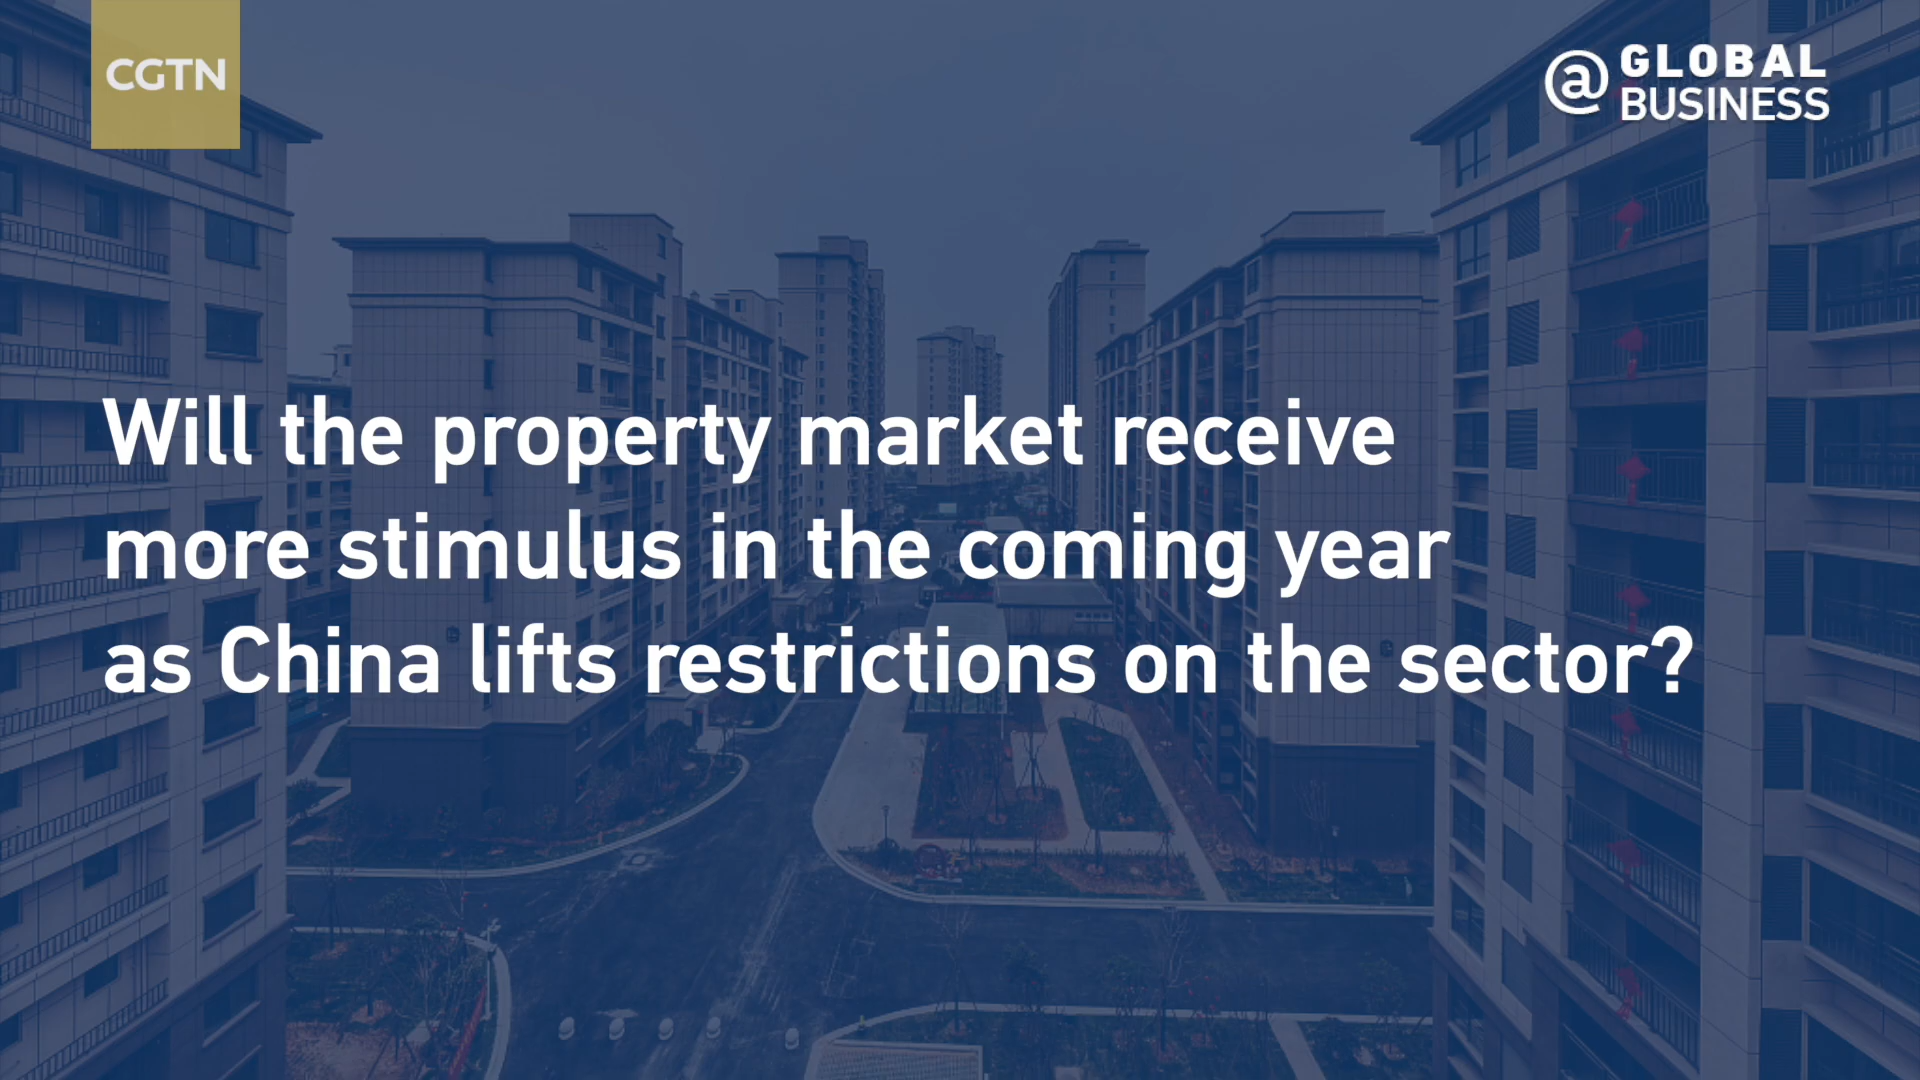 CGTN
@GLOBAL
BUSINESS
Will the property market receive
more stimulus in the coming year
as China lifts restrictions on the sector?